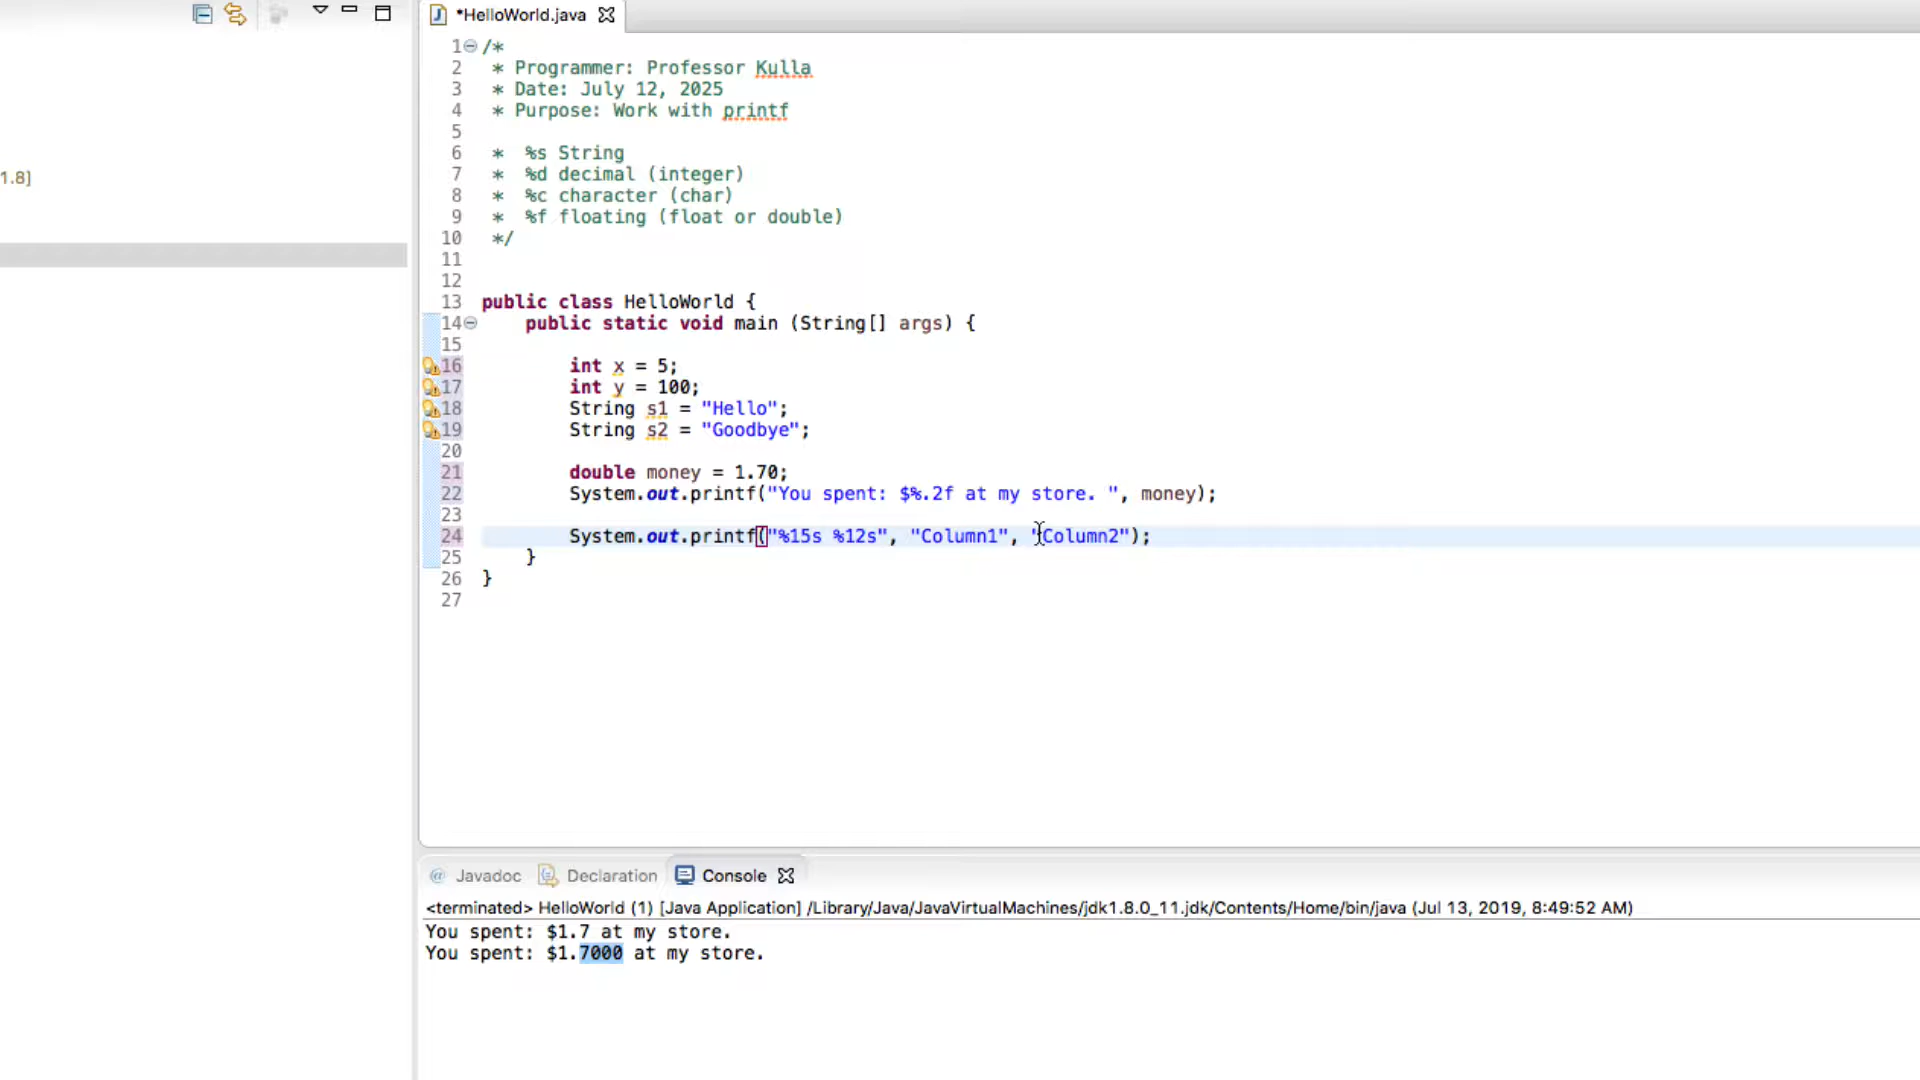 *HelloWorld.java
1 /*
2 * Programmer: Professor Kulla
3 * Date: July 12, 2025
4 * Purpose: Work with printf
5
6 * %s String
1.8]
7 * %d decimal (integer)
8 * %c character (char)
9 * %f floating (float or double)
10 */
11
12
13 public class HelloWorld {
14 public static void main (String[] args) {
15
16 int x = 5;
17 int y = 100;
18 String s1 = "Hello";
19 String s2 = "Goodbye";
20
21 double money = 1.70;
22 System.out.printf("You spent: $%.2f at my store. ", money);
23
24 System.out.printf("%15s %12s", "Column1", "Column2");
25 }
26 }
27
@ Javadoc Declaration Console
<terminated> HelloWorld (1) [Java Application] /Library/Java/JavaVirtualMachines/jdk1.8.0_11.jdk/Contents/Home/bin/java (Jul 13, 2019, 8:49:52 AM)
You spent: $1.7 at my store.
You spent: $1.7000 at my store.